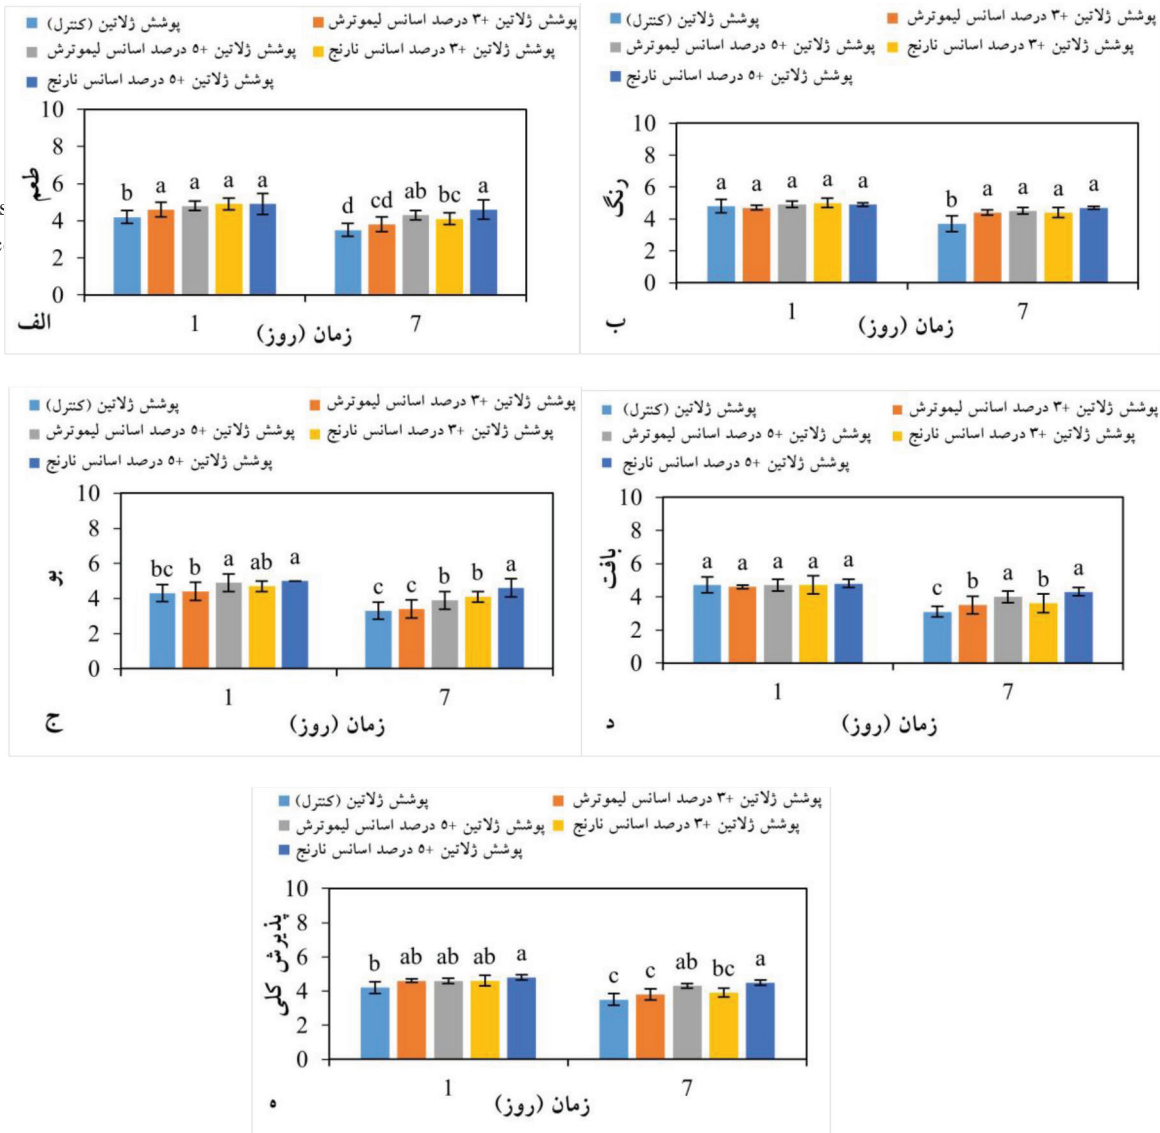 پوشش ژلاتین (کنترل) پوشش ژلاتین +۳ درصد اسانس لیموترش
پوشش ژلاتین +۵ درصد اسانس لیموترش پوشش ژلاتین +۳ درصد اسانس نارنج
پوشش ژلاتین +۵ درصد اسانس نارنج
طعم
10
8
6
4
2
0
b a a a a
d cd ab bc a
1 7
زمان (روز)
الف
پوشش ژلاتین (کنترل) پوشش ژلاتین +۳ درصد اسانس لیموترش
پوشش ژلاتین +۵ درصد اسانس لیموترش پوشش ژلاتین +۳ درصد اسانس نارنج
پوشش ژلاتین +۵ درصد اسانس نارنج
رنگ
10
8
6
4
2
0
a a a a a
b a a a a
1 7
زمان (روز)
ب
پوشش ژلاتین (کنترل) پوشش ژلاتین +۳ درصد اسانس لیموترش
پوشش ژلاتین +۵ درصد اسانس لیموترش پوشش ژلاتین +۳ درصد اسانس نارنج
پوشش ژلاتین +۵ درصد اسانس نارنج
بو
10
8
6
4
2
0
bc b a ab a
c c b b a
1 7
زمان (روز)
ج
پوشش ژلاتین (کنترل) پوشش ژلاتین +۳ درصد اسانس لیموترش
پوشش ژلاتین +۵ درصد اسانس لیموترش پوشش ژلاتین +۳ درصد اسانس نارنج
پوشش ژلاتین +۵ درصد اسانس نارنج
بافت
10
8
6
4
2
0
a a a a a
c b a b a
1 7
زمان (روز)
د
پوشش ژلاتین (کنترل) پوشش ژلاتین +۳ درصد اسانس لیموترش
پوشش ژلاتین +۵ درصد اسانس لیموترش پوشش ژلاتین +۳ درصد اسانس نارنج
پوشش ژلاتین +۵ درصد اسانس نارنج
پذیرش کلی
10
8
6
4
2
0
b ab ab ab a
c c ab bc a
1 7
زمان (روز)
ه